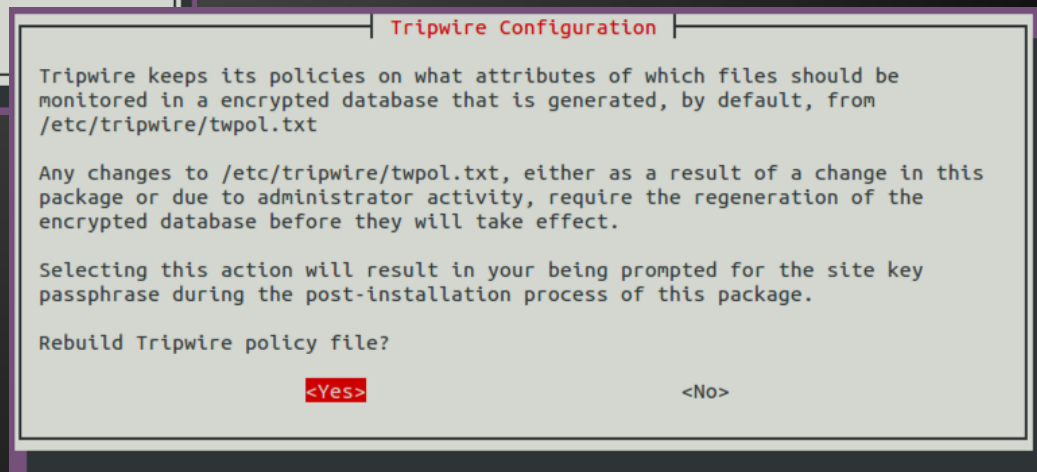 Tripwire Configuration
Tripwire keeps its policies on what attributes of which files should be
monitored in a encrypted database that is generated, by default, from
/etc/tripwire/twpol.txt
Any changes to /etc/tripwire/twpol.txt, either as a result of a change in this
package or due to administrator activity, require the regeneration of the
encrypted database before they will take effect.
Selecting this action will result in your being prompted for the site key
passphrase during the post-installation process of this package.
Rebuild Tripwire policy file?
<Yes> <No>